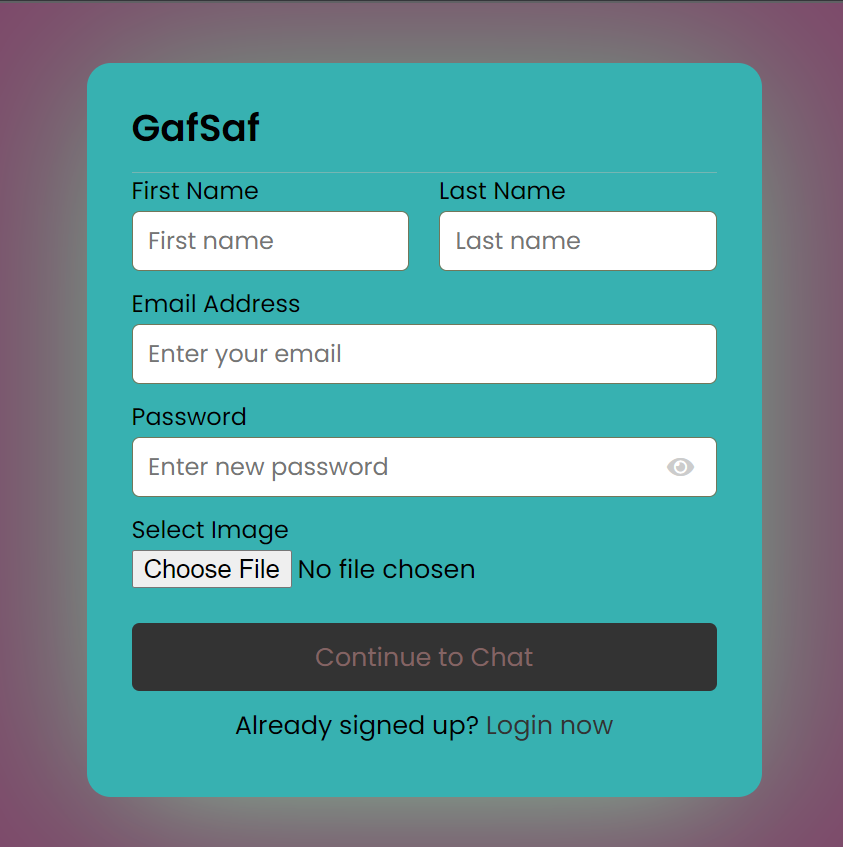 GafSaf
First Name Last Name
First name Last name
Email Address
Enter your email
Password
Enter new password
Select Image
Choose File No file chosen
Continue to Chat
Already signed up? Login now